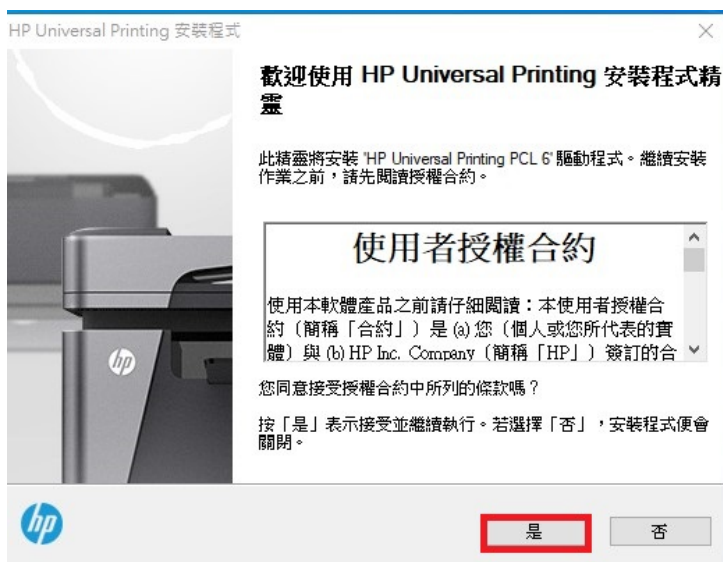 HP Universal Printing 安裝程式
歡迎使用 HP Universal Printing 安裝程式精
靈
此精靈將安裝 'HP Universal Printing PCL 6' 驅動程式。繼續安裝
作業之前，請先閱讀授權合約。
使用者授權合約
使用本軟體產品之前請仔細閱讀：本使用者授權合
約（簡稱「合約」）是 (a) 您（個人或您所代表的實
體）與 (b) HP Inc. Company（簡稱「HP」）簽訂的合
您同意接受授權合約中所列的條款嗎？
按「是」表示接受並繼續執行。若選擇「否」，安裝程式便會
關閉。
hp
hp
是
否